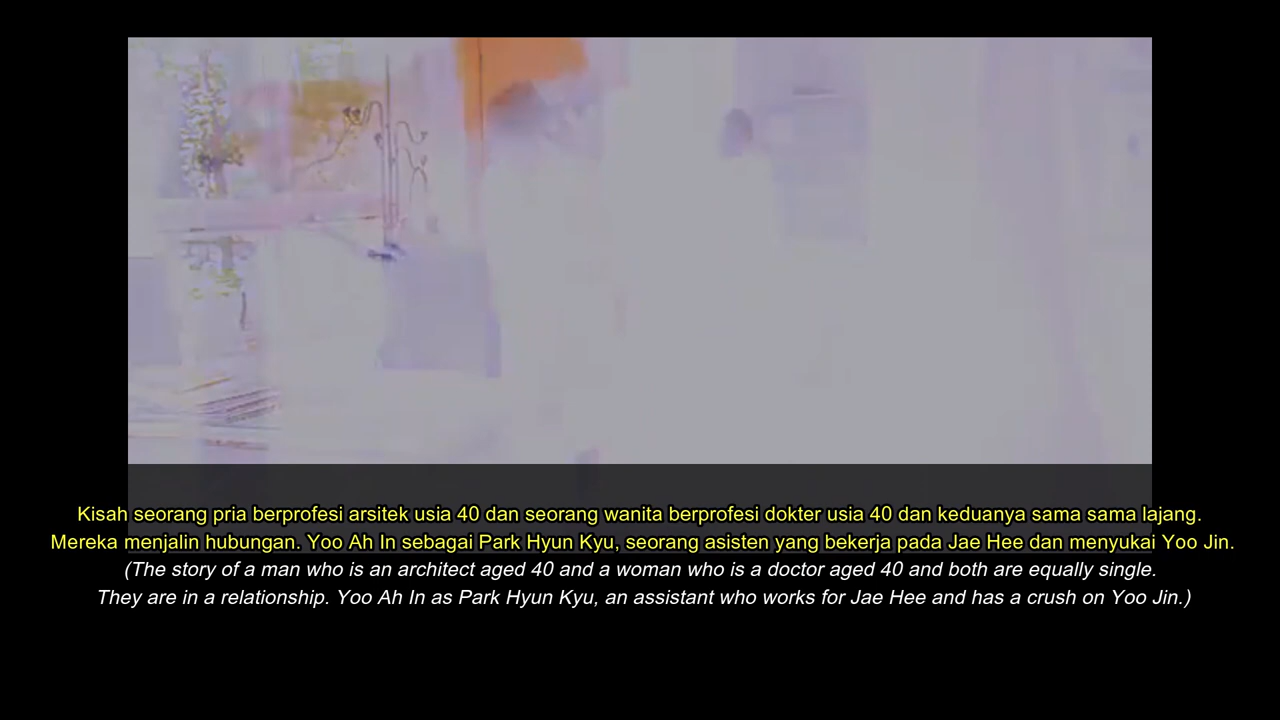 Kisah seorang pria berprofesi arsitek usia 40 dan seorang wanita berprofesi dokter usia 40 dan keduanya sama sama lajang.
Mereka menjalin hubungan. Yoo Ah In sebagai Park Hyun Kyu, seorang asisten yang bekerja pada Jae Hee dan menyukai Yoo Jin.
(The story of a man who is an architect aged 40 and a woman who is a doctor aged 40 and both are equally single.
They are in a relationship. Yoo Ah In as Park Hyun Kyu, an assistant who works for Jae Hee and has a crush on Yoo Jin.)